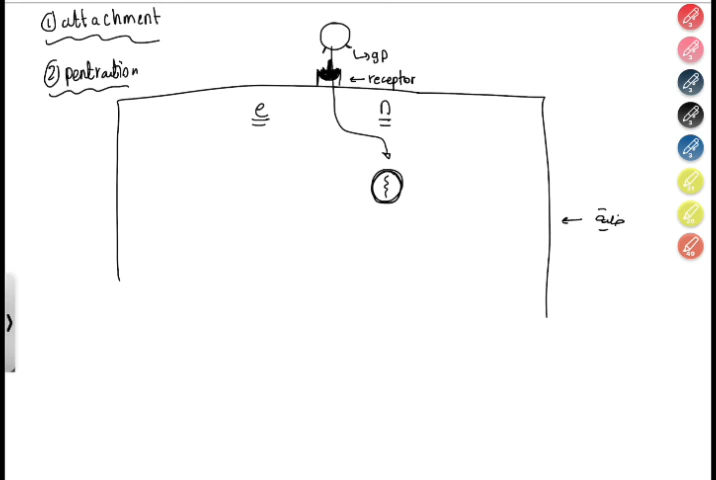 ① attachment
② pentration
gp
receptor
e
n
خلية